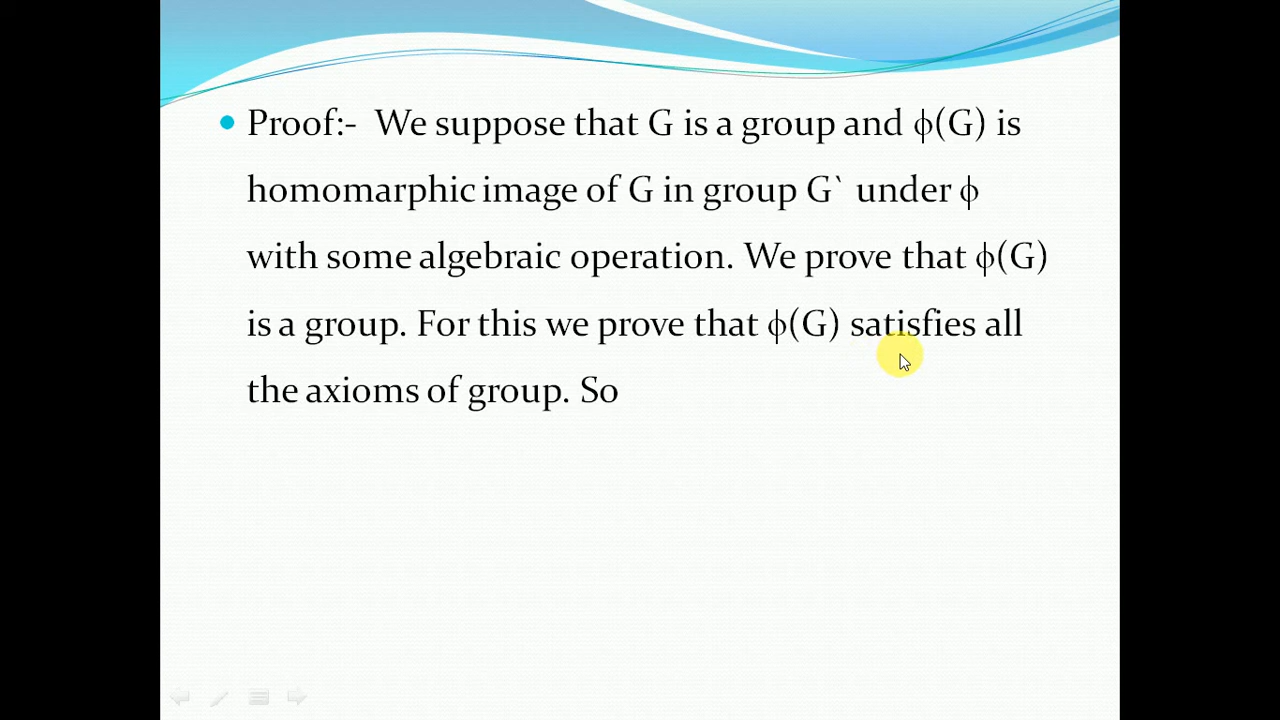 Proof:- We suppose that G is a group and ϕ(G) is
homomarphic image of G in group G` under ϕ
with some algebraic operation. We prove that ϕ(G)
is a group. For this we prove that ϕ(G) satisfies all
the axioms of group. So